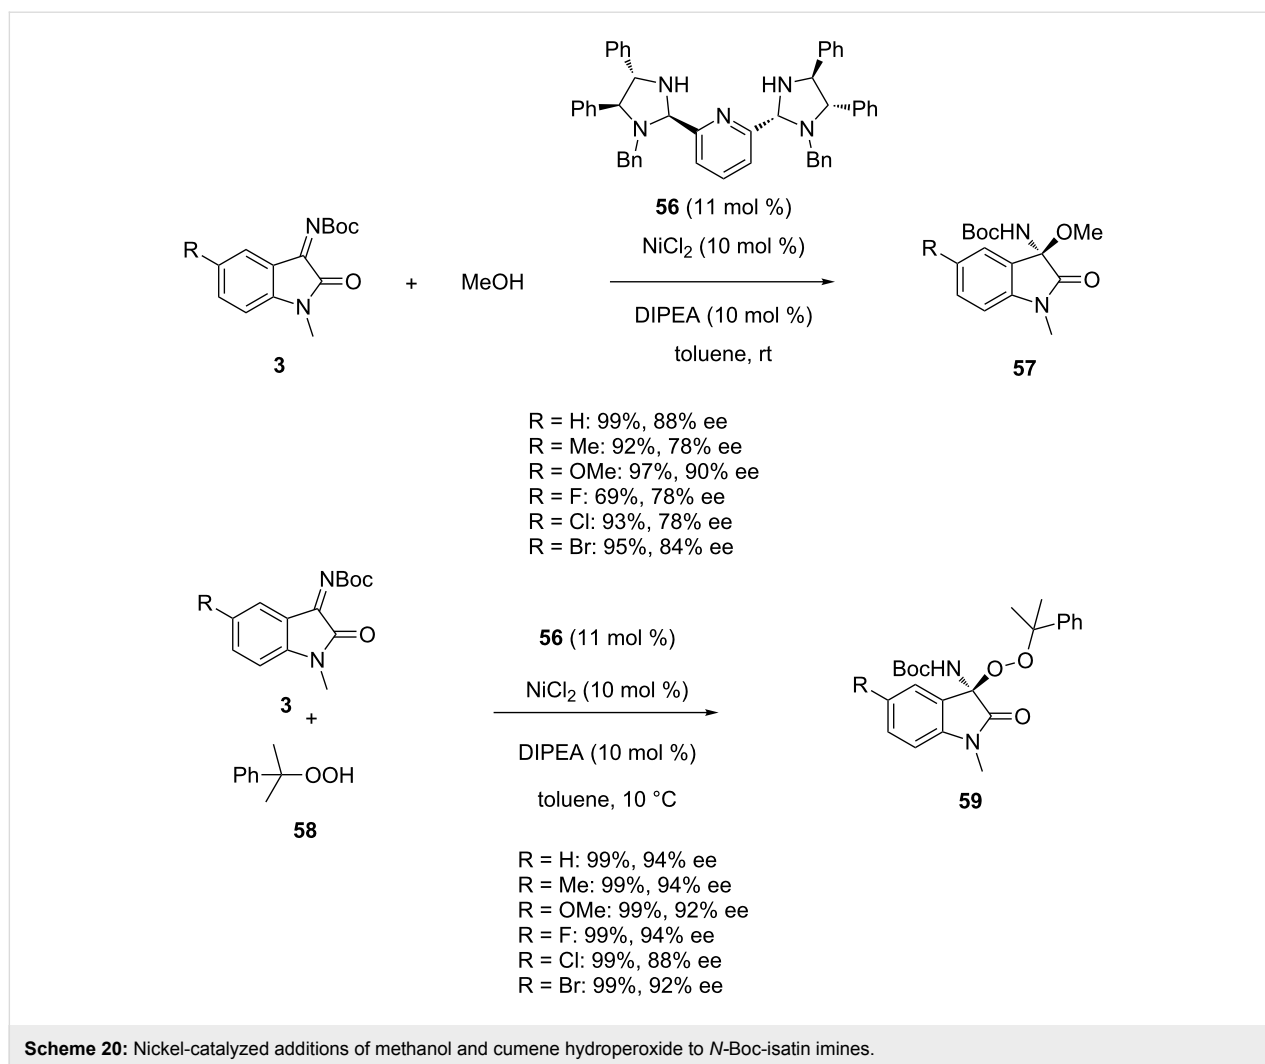 Ph
Ph
NH
HN
Ph
Ph
N
N
N
Bn
Bn
56 (11 mol %)
NiCl2 (10 mol %)
DIPEA (10 mol %)
toluene, rt
R
NBoc
O
N
3
+
MeOH
R
BocHN
OMe
O
N
57
R = H: 99%, 88% ee
R = Me: 92%, 78% ee
R = OMe: 97%, 90% ee
R = F: 69%, 78% ee
R = Cl: 93%, 78% ee
R = Br: 95%, 84% ee
R
NBoc
O
N
3
+
Ph
OOH
58
56 (11 mol %)
NiCl2 (10 mol %)
DIPEA (10 mol %)
toluene, 10 °C
Ph
R
BocHN
O
O
O
N
59
R = H: 99%, 94% ee
R = Me: 99%, 94% ee
R = OMe: 99%, 92% ee
R = F: 99%, 94% ee
R = Cl: 99%, 88% ee
R = Br: 99%, 92% ee
Scheme 20: Nickel-catalyzed additions of methanol and cumene hydroperoxide to N-Boc-isatin imines.